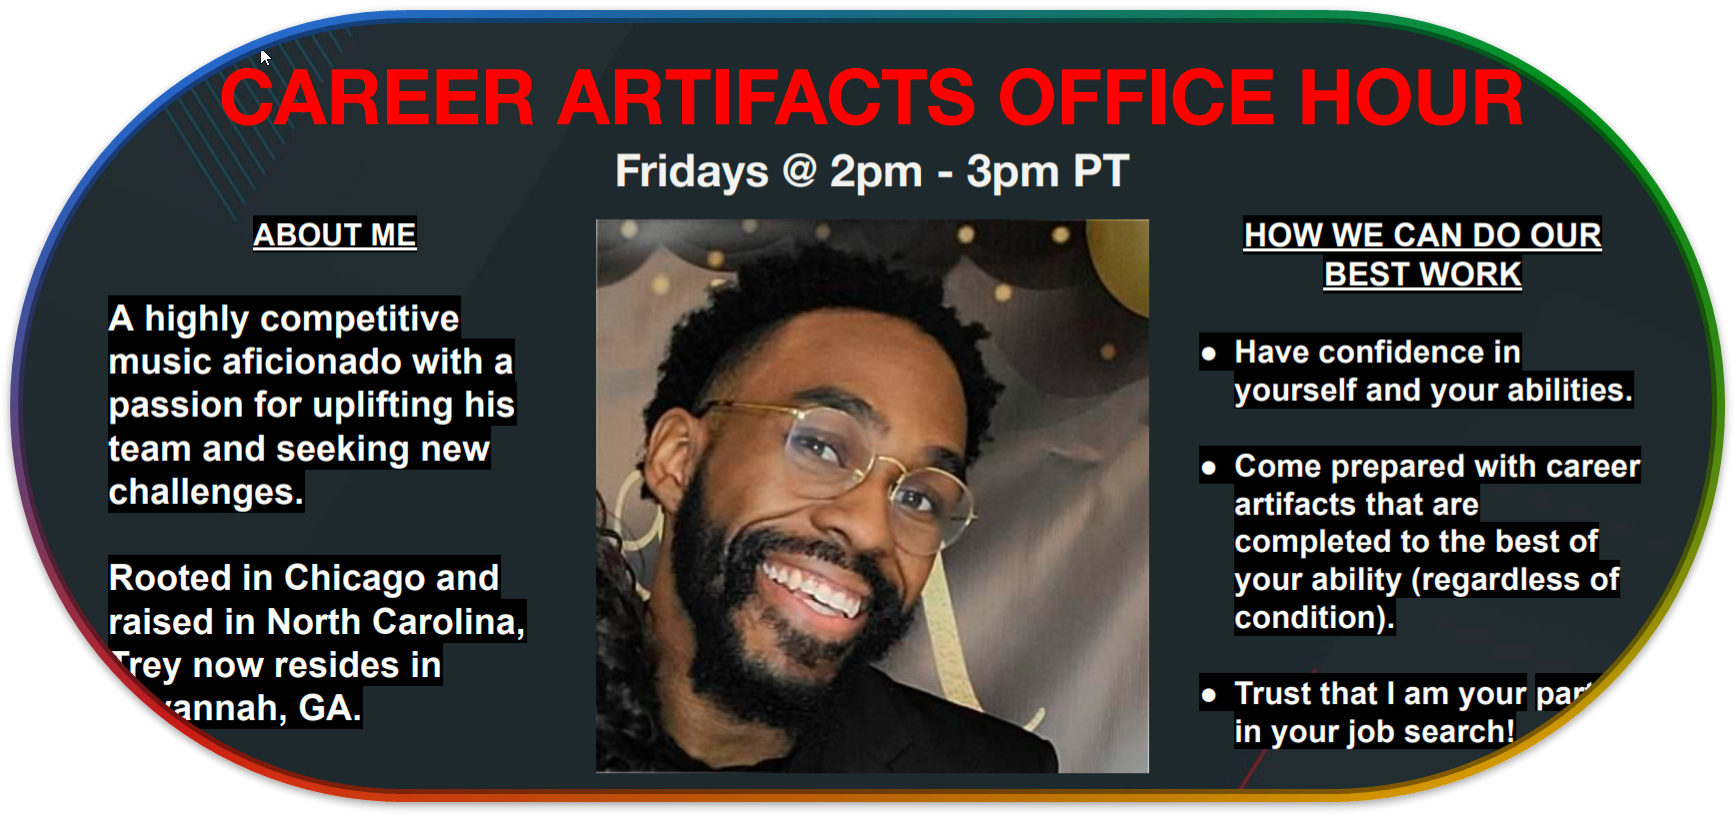 CAREER ARTIFACTS OFFICE HOUR
Fridays @ 2pm - 3pm PT
ABOUT ME
A highly competitive
music aficionado with a
passion for uplifting his
team and seeking new
challenges.
Rooted in Chicago and
raised in North Carolina,
Trey now resides in
GA.
HOW WE CAN DO OUR
BEST WORK
● Have confidence in
yourself and your abilities.
● Come prepared with career
artifacts that are
completed to the best of
your ability (regardless of
condition).
● Trust that I am your
in your job search!